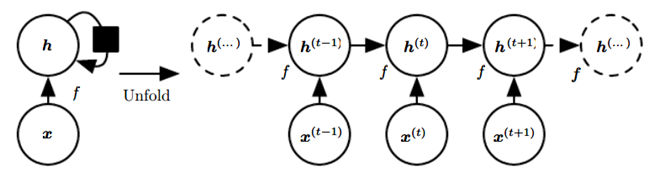 h h(...) h(t−1) h(t) h(t+1) h(...)
f f f f f
Unfold
x x(t−1) x(t) x(t+1)